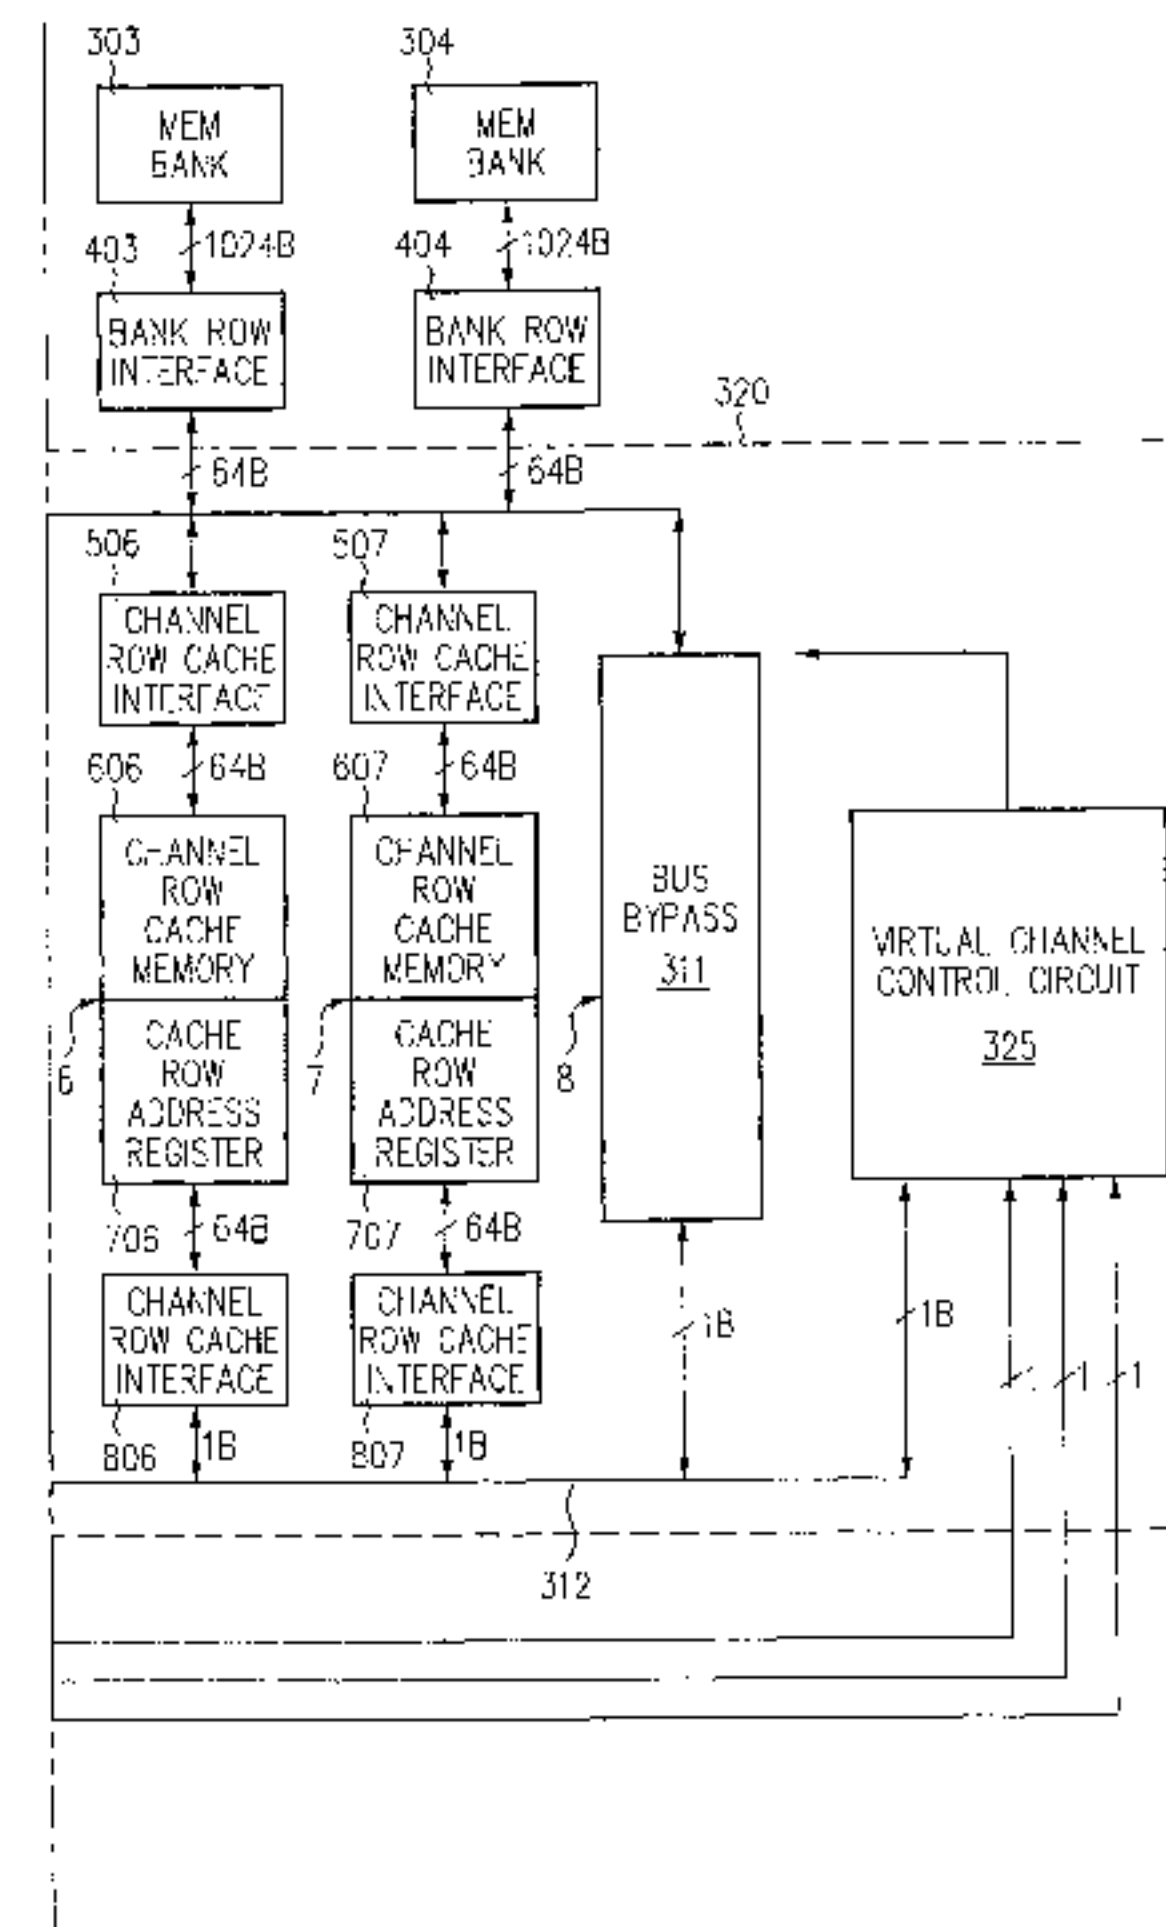 303
304
MEM
BANK
MEM
BANK
403
1024B
404
1024B
BANK ROW
INTERFACE
BANK ROW
INTERFACE
320
64B
64B
506
507
CHANNEL
ROW CACHE
INTERFACE
CHANNEL
ROW CACHE
INTERFACE
606
64B
607
64B
CHANNEL
ROW
CACHE
MEMORY
CHANNEL
ROW
CACHE
MEMORY
BUS
BYPASS
311
VIRTUAL CHANNEL
CONTROL CIRCUIT
325
6
CACHE
ROW
ADDRESS
REGISTER
7
CACHE
ROW
ADDRESS
REGISTER
8
706
64B
707
64B
CHANNEL
ROW CACHE
INTERFACE
CHANNEL
ROW CACHE
INTERFACE
1B
1B
1
1
806
1B
807
1B
312